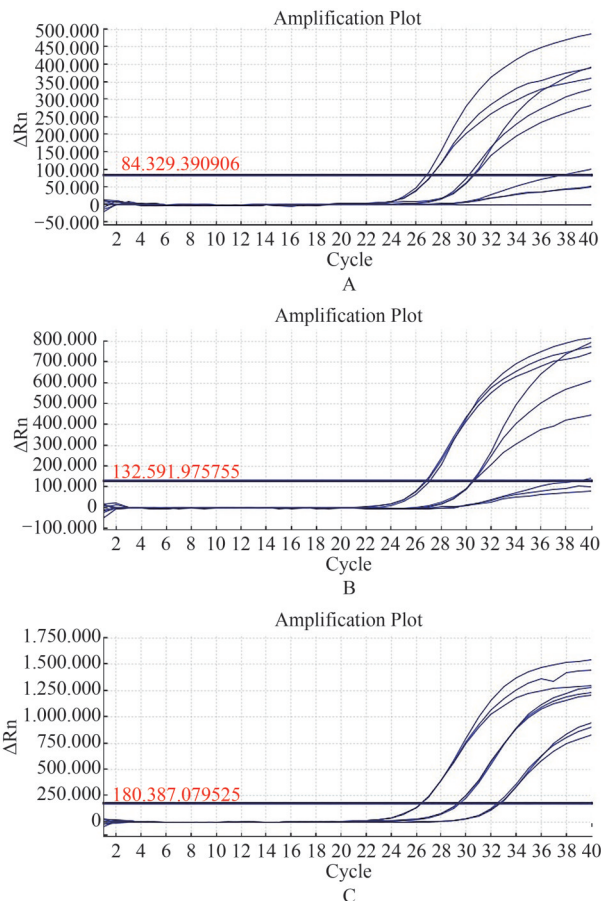 Amplification Plot
500.000
450.000
400.000
350.000
300.000
250.000
200.000
150.000
100.000
50.000
0
−50.000
ΔRn
84.329.390906
2 4 6 8 10 12 14 16 18 20 22 24 26 28 30 32 34 36 38 40
Cycle
A
Amplification Plot
800.000
700.000
600.000
500.000
400.000
300.000
200.000
100.000
0
−100.000
ΔRn
132.591.975755
2 4 6 8 10 12 14 16 18 20 22 24 26 28 30 32 34 36 38 40
Cycle
B
Amplification Plot
1.750.000
1.500.000
1.250.000
1.000.000
750.000
500.000
250.000
0
ΔRn
180.387.079525
2 4 6 8 10 12 14 16 18 20 22 24 26 28 30 32 34 36 38 40
Cycle
C